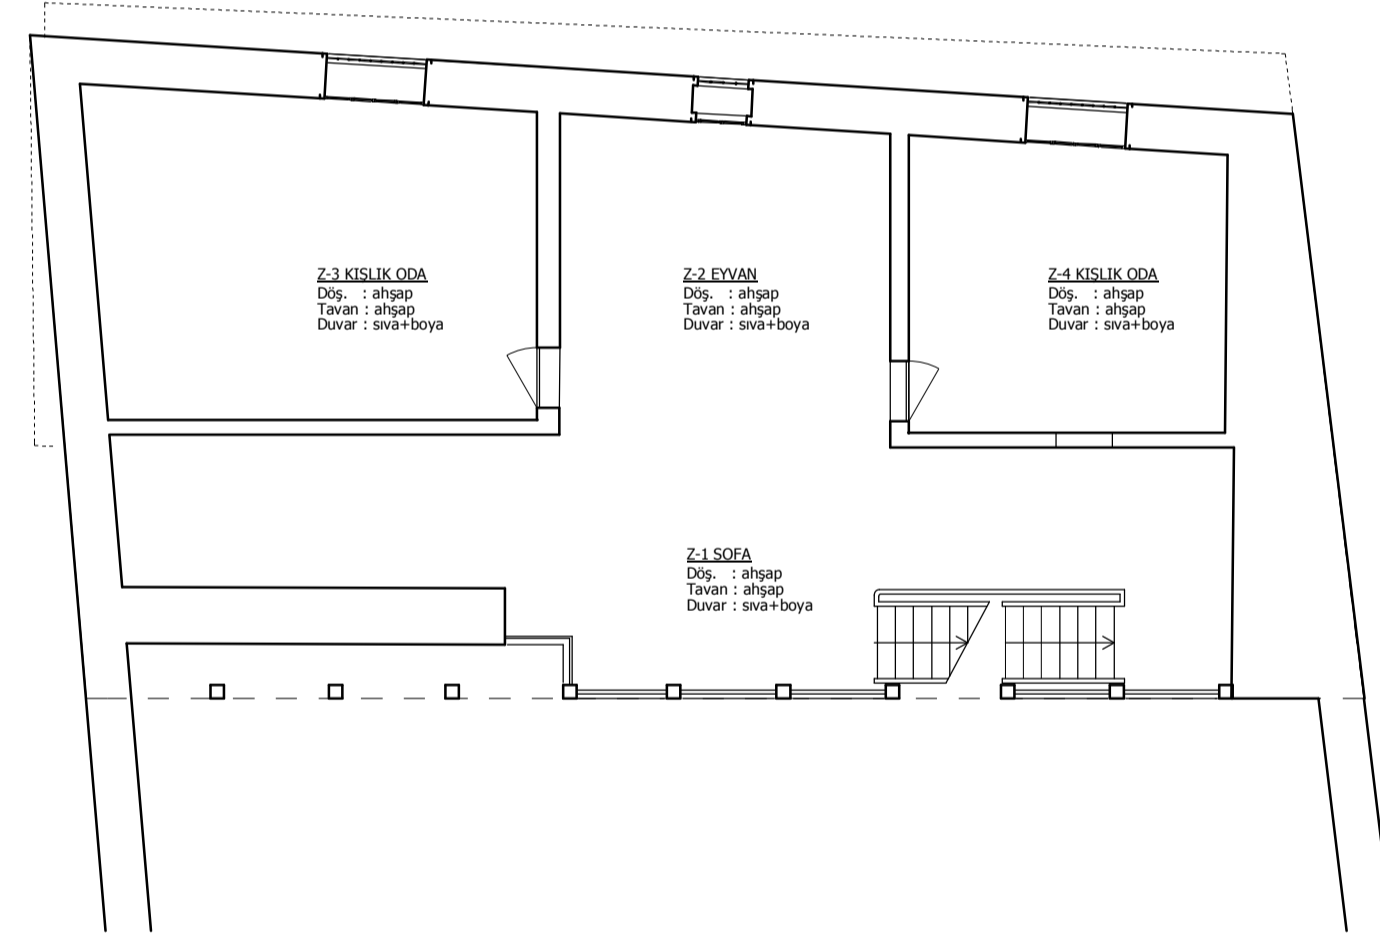 Z-3 KIŞLIK ODA
Döş. : ahşap
Tavan : ahşap
Duvar : sıva+boya
Z-2 EYVAN
Döş. : ahşap
Tavan : ahşap
Duvar : sıva+boya
Z-4 KIŞLIK ODA
Döş. : ahşap
Tavan : ahşap
Duvar : sıva+boya
Z-1 SOFA
Döş. : ahşap
Tavan : ahşap
Duvar : sıva+boya